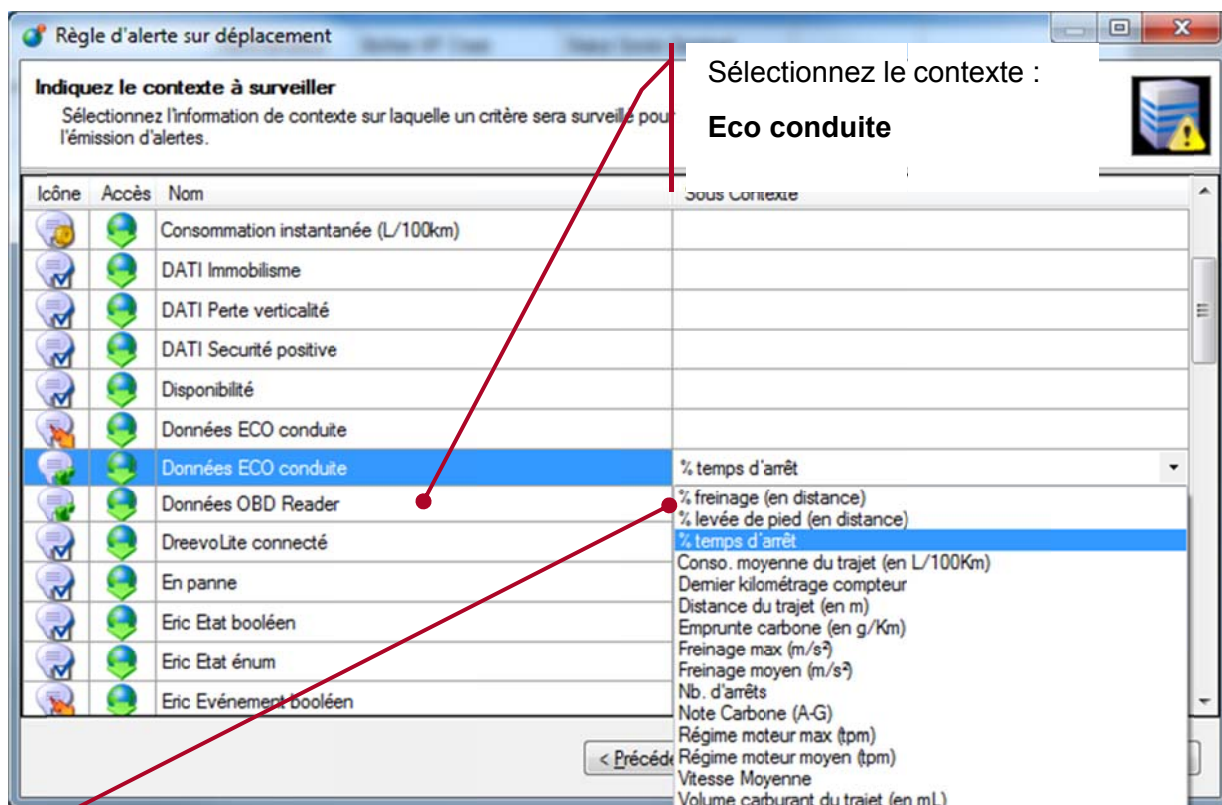 Règle d'alerte sur déplacement
Indiquez le contexte à surveiller
Sélectionnez l'information de contexte sur laquelle un critère sera surveillé pour
l'émission d'alertes.
Sélectionnez le contexte :
Eco conduite
Icône Accès Nom Sous Contexte
Consommation instantanée (L/100km)
DATI Immobilisme
DATI Perte verticalité
DATI Securité positive
Disponibilité
Données ECO conduite
Données ECO conduite % temps d'arrêt
Données OBD Reader
DreevoLite connecté
En panne
Eric Etat booléen
Eric Etat énum
Eric Evénement booléen
% freinage (en distance)
% levée de pied (en distance)
% temps d'arrêt
Conso. moyenne du trajet (en L/100Km)
Dernier kilométrage compteur
Distance du trajet (en m)
Emprunte carbone (en g/Km)
Freinage max (m/s²)
Freinage moyen (m/s²)
Nb. d'arrêts
Note Carbone (A-G)
Régime moteur max (tpm)
Régime moteur moyen (tpm)
Vitesse Moyenne
Volume carburant du trajet (en mL)
< Précéde